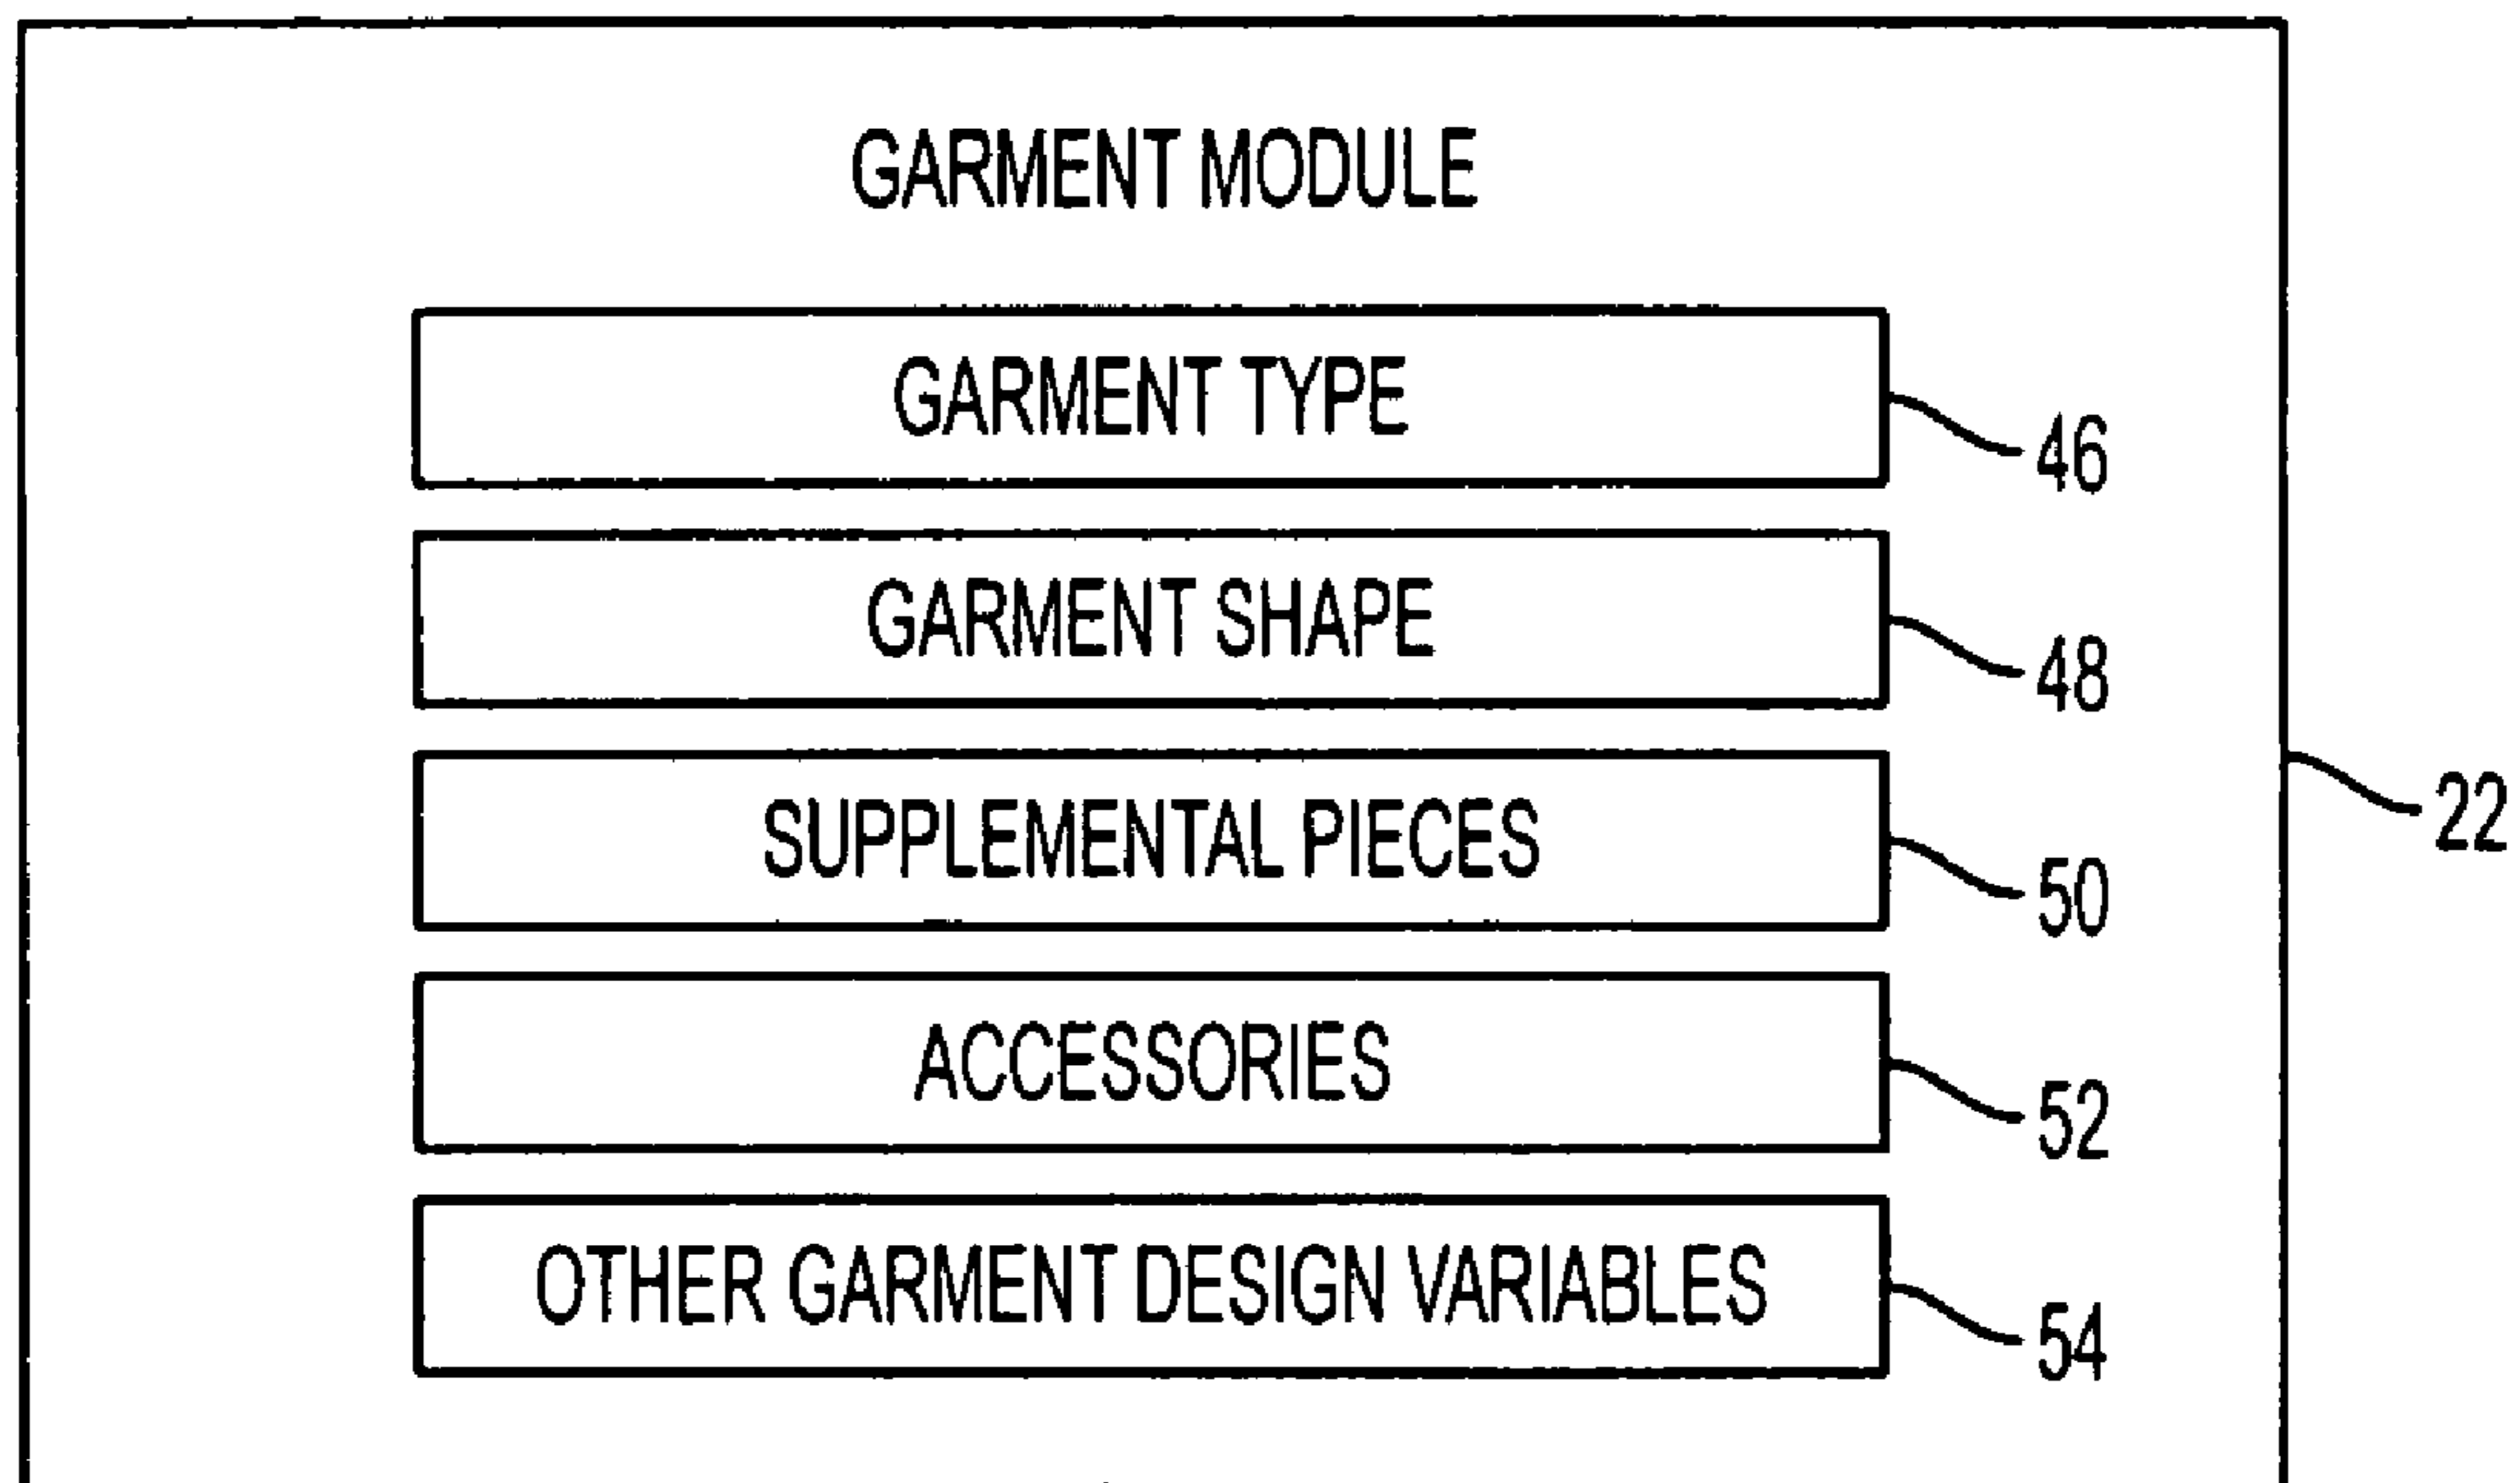 GARMENT MODULE
GARMENT TYPE
46
GARMENT SHAPE
48
SUPPLEMENTAL PIECES
22
50
ACCESSORIES
52
OTHER GARMENT DESIGN VARIABLES
54